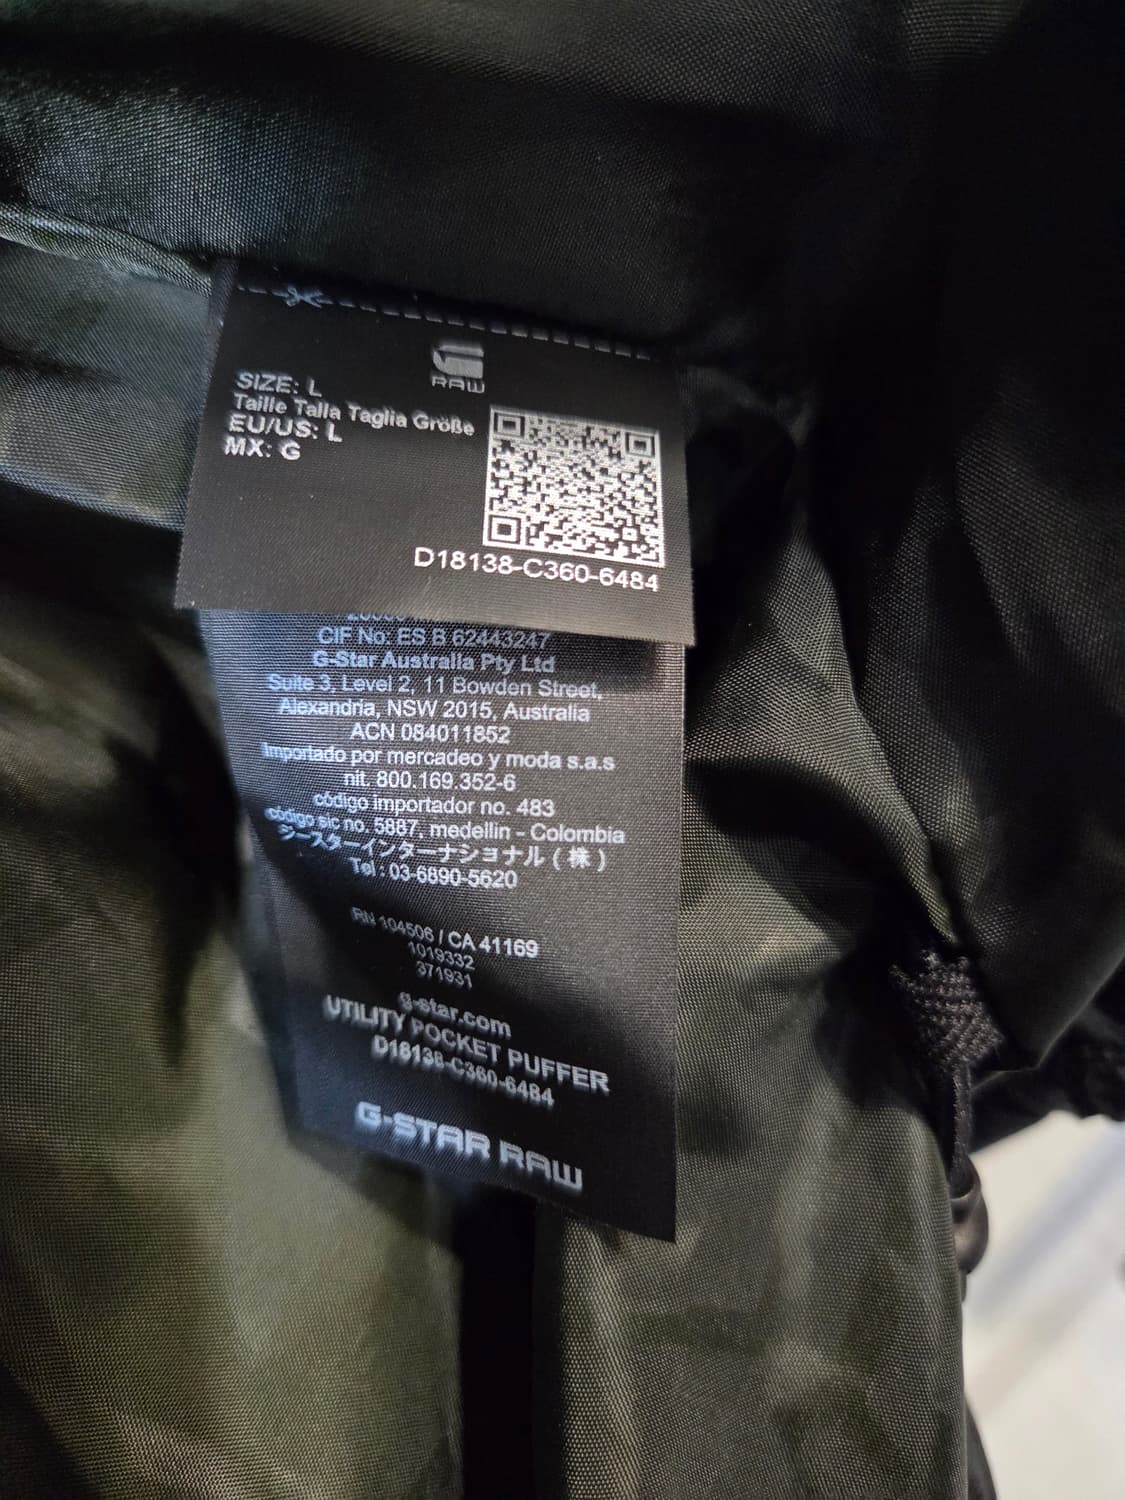 RAW
SIZE: L
Taille Talla Taglia Größe
EU/US: L
MX: G
D18138-C360-6484
CIF No: ES B 62443247
G-Star Australia Pty Ltd
Suite 3, Level 2, 11 Bowden Street,
Alexandria, NSW 2015, Australia
ACN 084011852
Importado por mercadeo y moda s.a.s
nit. 800.169.352-6
código importador no. 483
código sic no. 5887, medellin - Colombia
ジースターインターナショナル(株)
Tel : 03-6890-5620
RN 104506 / CA 41169
1019332
371931
g-star.com
UTILITY POCKET PUFFER
D18138-C360-6484
G-STAR RAW